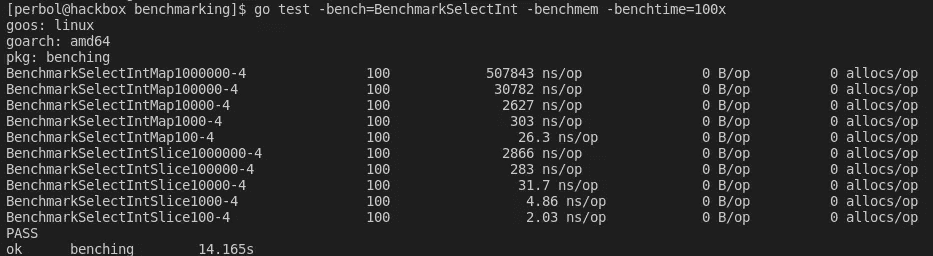 [perbol@hackbox benchmarking]$ go test -bench=BenchmarkSelectInt -benchmem -benchtime=100x
goos: linux
goarch: amd64
pkg: benching
BenchmarkSelectIntMap1000000-4 100 507843 ns/op 0 B/op 0 allocs/op
BenchmarkSelectIntMap100000-4 100 30782 ns/op 0 B/op 0 allocs/op
BenchmarkSelectIntMap10000-4 100 2627 ns/op 0 B/op 0 allocs/op
BenchmarkSelectIntMap1000-4 100 303 ns/op 0 B/op 0 allocs/op
BenchmarkSelectIntMap100-4 100 26.3 ns/op 0 B/op 0 allocs/op
BenchmarkSelectIntSlice1000000-4 100 2866 ns/op 0 B/op 0 allocs/op
BenchmarkSelectIntSlice100000-4 100 283 ns/op 0 B/op 0 allocs/op
BenchmarkSelectIntSlice10000-4 100 31.7 ns/op 0 B/op 0 allocs/op
BenchmarkSelectIntSlice1000-4 100 4.86 ns/op 0 B/op 0 allocs/op
BenchmarkSelectIntSlice100-4 100 2.03 ns/op 0 B/op 0 allocs/op
PASS
ok benching 14.165s